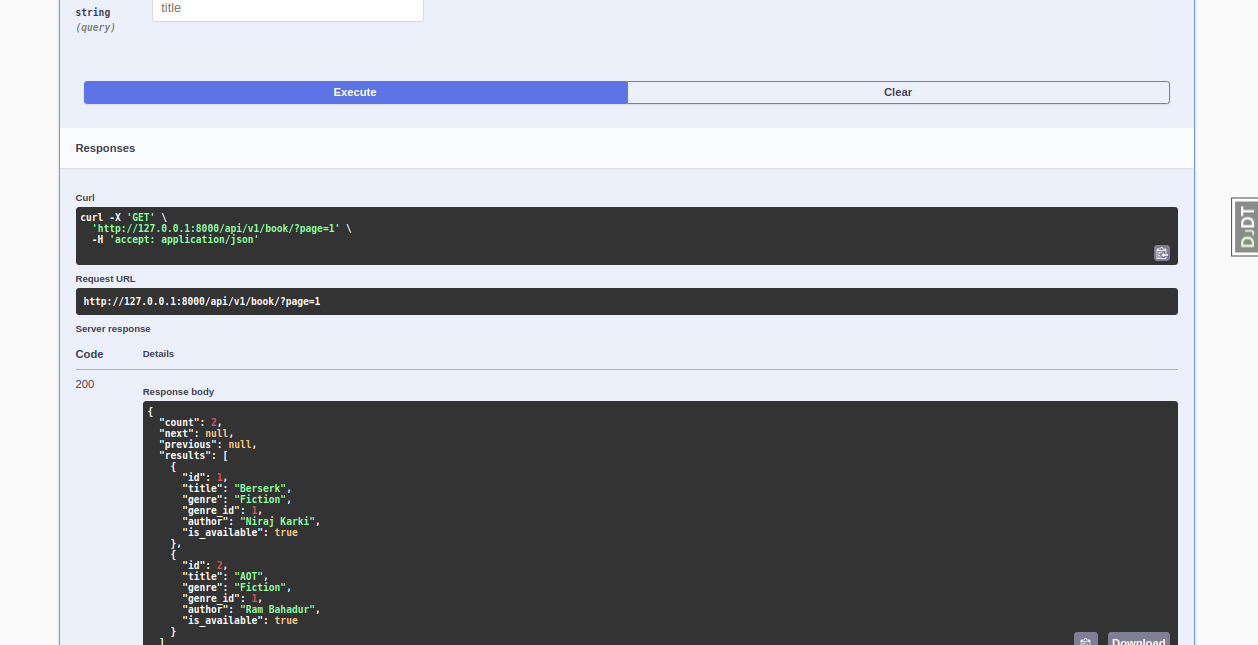 string
title
(query)
Execute
Clear
Responses
Curl
curl -X 'GET' \
'http://127.0.0.1:8000/api/v1/book/?page=1' \
-H 'accept: application/json'
DJDT
Request URL
http://127.0.0.1:8000/api/v1/book/?page=1
Server response
Code Details
200
Response body
{
"count": 2,
"next": null,
"previous": null,
"results": [
{
"id": 1,
"title": "Berserk",
"genre": "Fiction",
"genre_id": 1,
"author": "Niraj Karki",
"is_available": true
},
{
"id": 2,
"title": "AOT",
"genre": "Fiction",
"genre_id": 1,
"author": "Ram Bahadur",
"is_available": true
}
]
Download